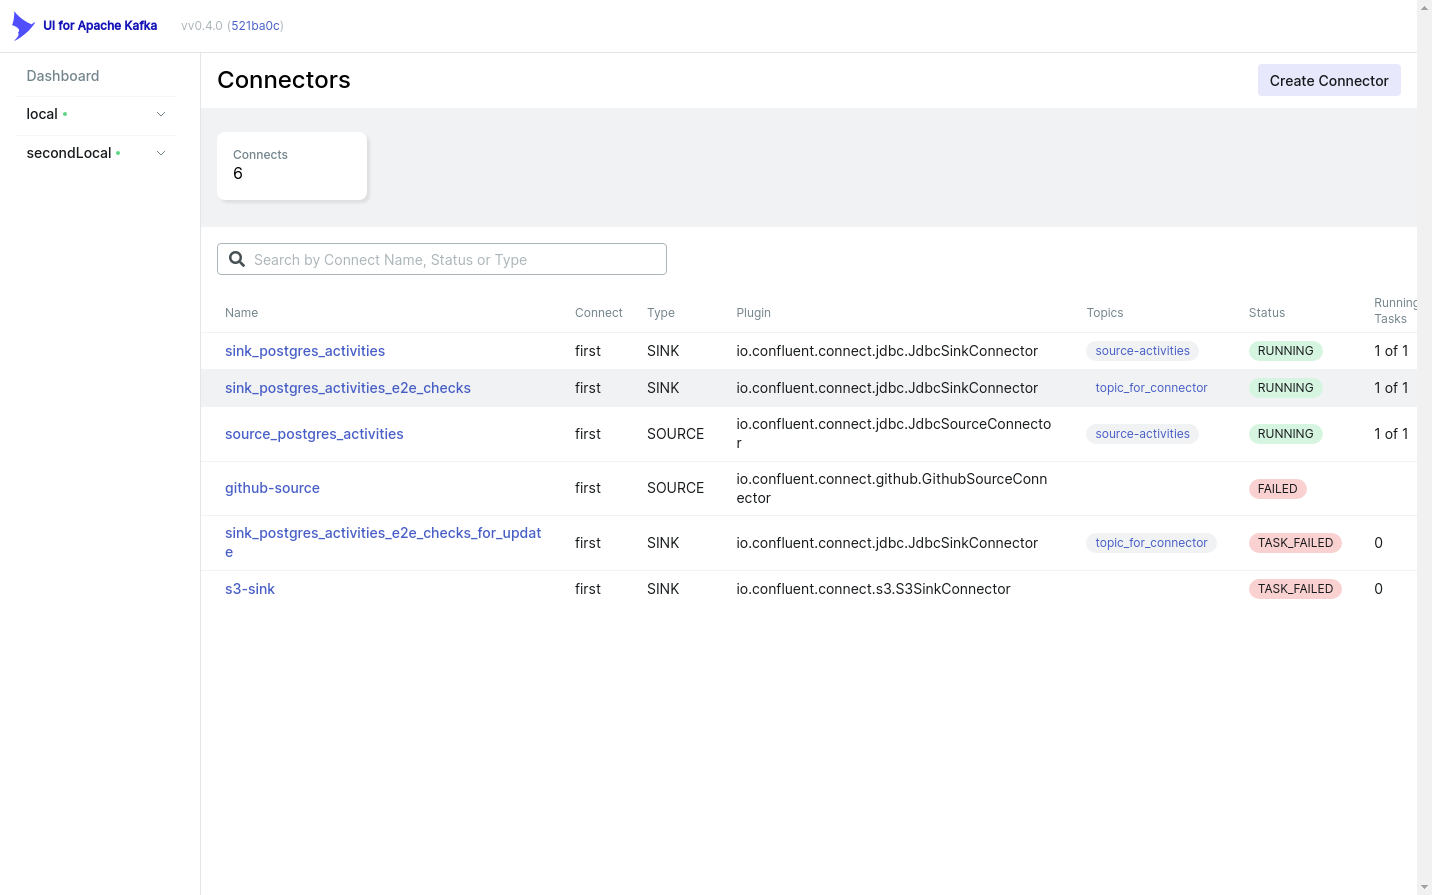 UI for Apache Kafka
vv0.4.0 (521ba0c)
Dashboard
local
secondLocal
Connectors
Create Connector
Connects
6
Search by Connect Name, Status or Type
Name Connect Type Plugin Topics Status Running
Tasks
sink_postgres_activities first SINK io.confluent.connect.jdbc.JdbcSinkConnector source-activities RUNNING 1 of 1
sink_postgres_activities_e2e_checks first SINK io.confluent.connect.jdbc.JdbcSinkConnector topic_for_connector RUNNING 1 of 1
source_postgres_activities first SOURCE io.confluent.connect.jdbc.JdbcSourceConnecto
r source-activities RUNNING 1 of 1
github-source first SOURCE io.confluent.connect.github.GithubSourceConn
ector FAILED
sink_postgres_activities_e2e_checks_for_updat
e first SINK io.confluent.connect.jdbc.JdbcSinkConnector topic_for_connector TASK_FAILED 0
s3-sink first SINK io.confluent.connect.s3.S3SinkConnector TASK_FAILED 0